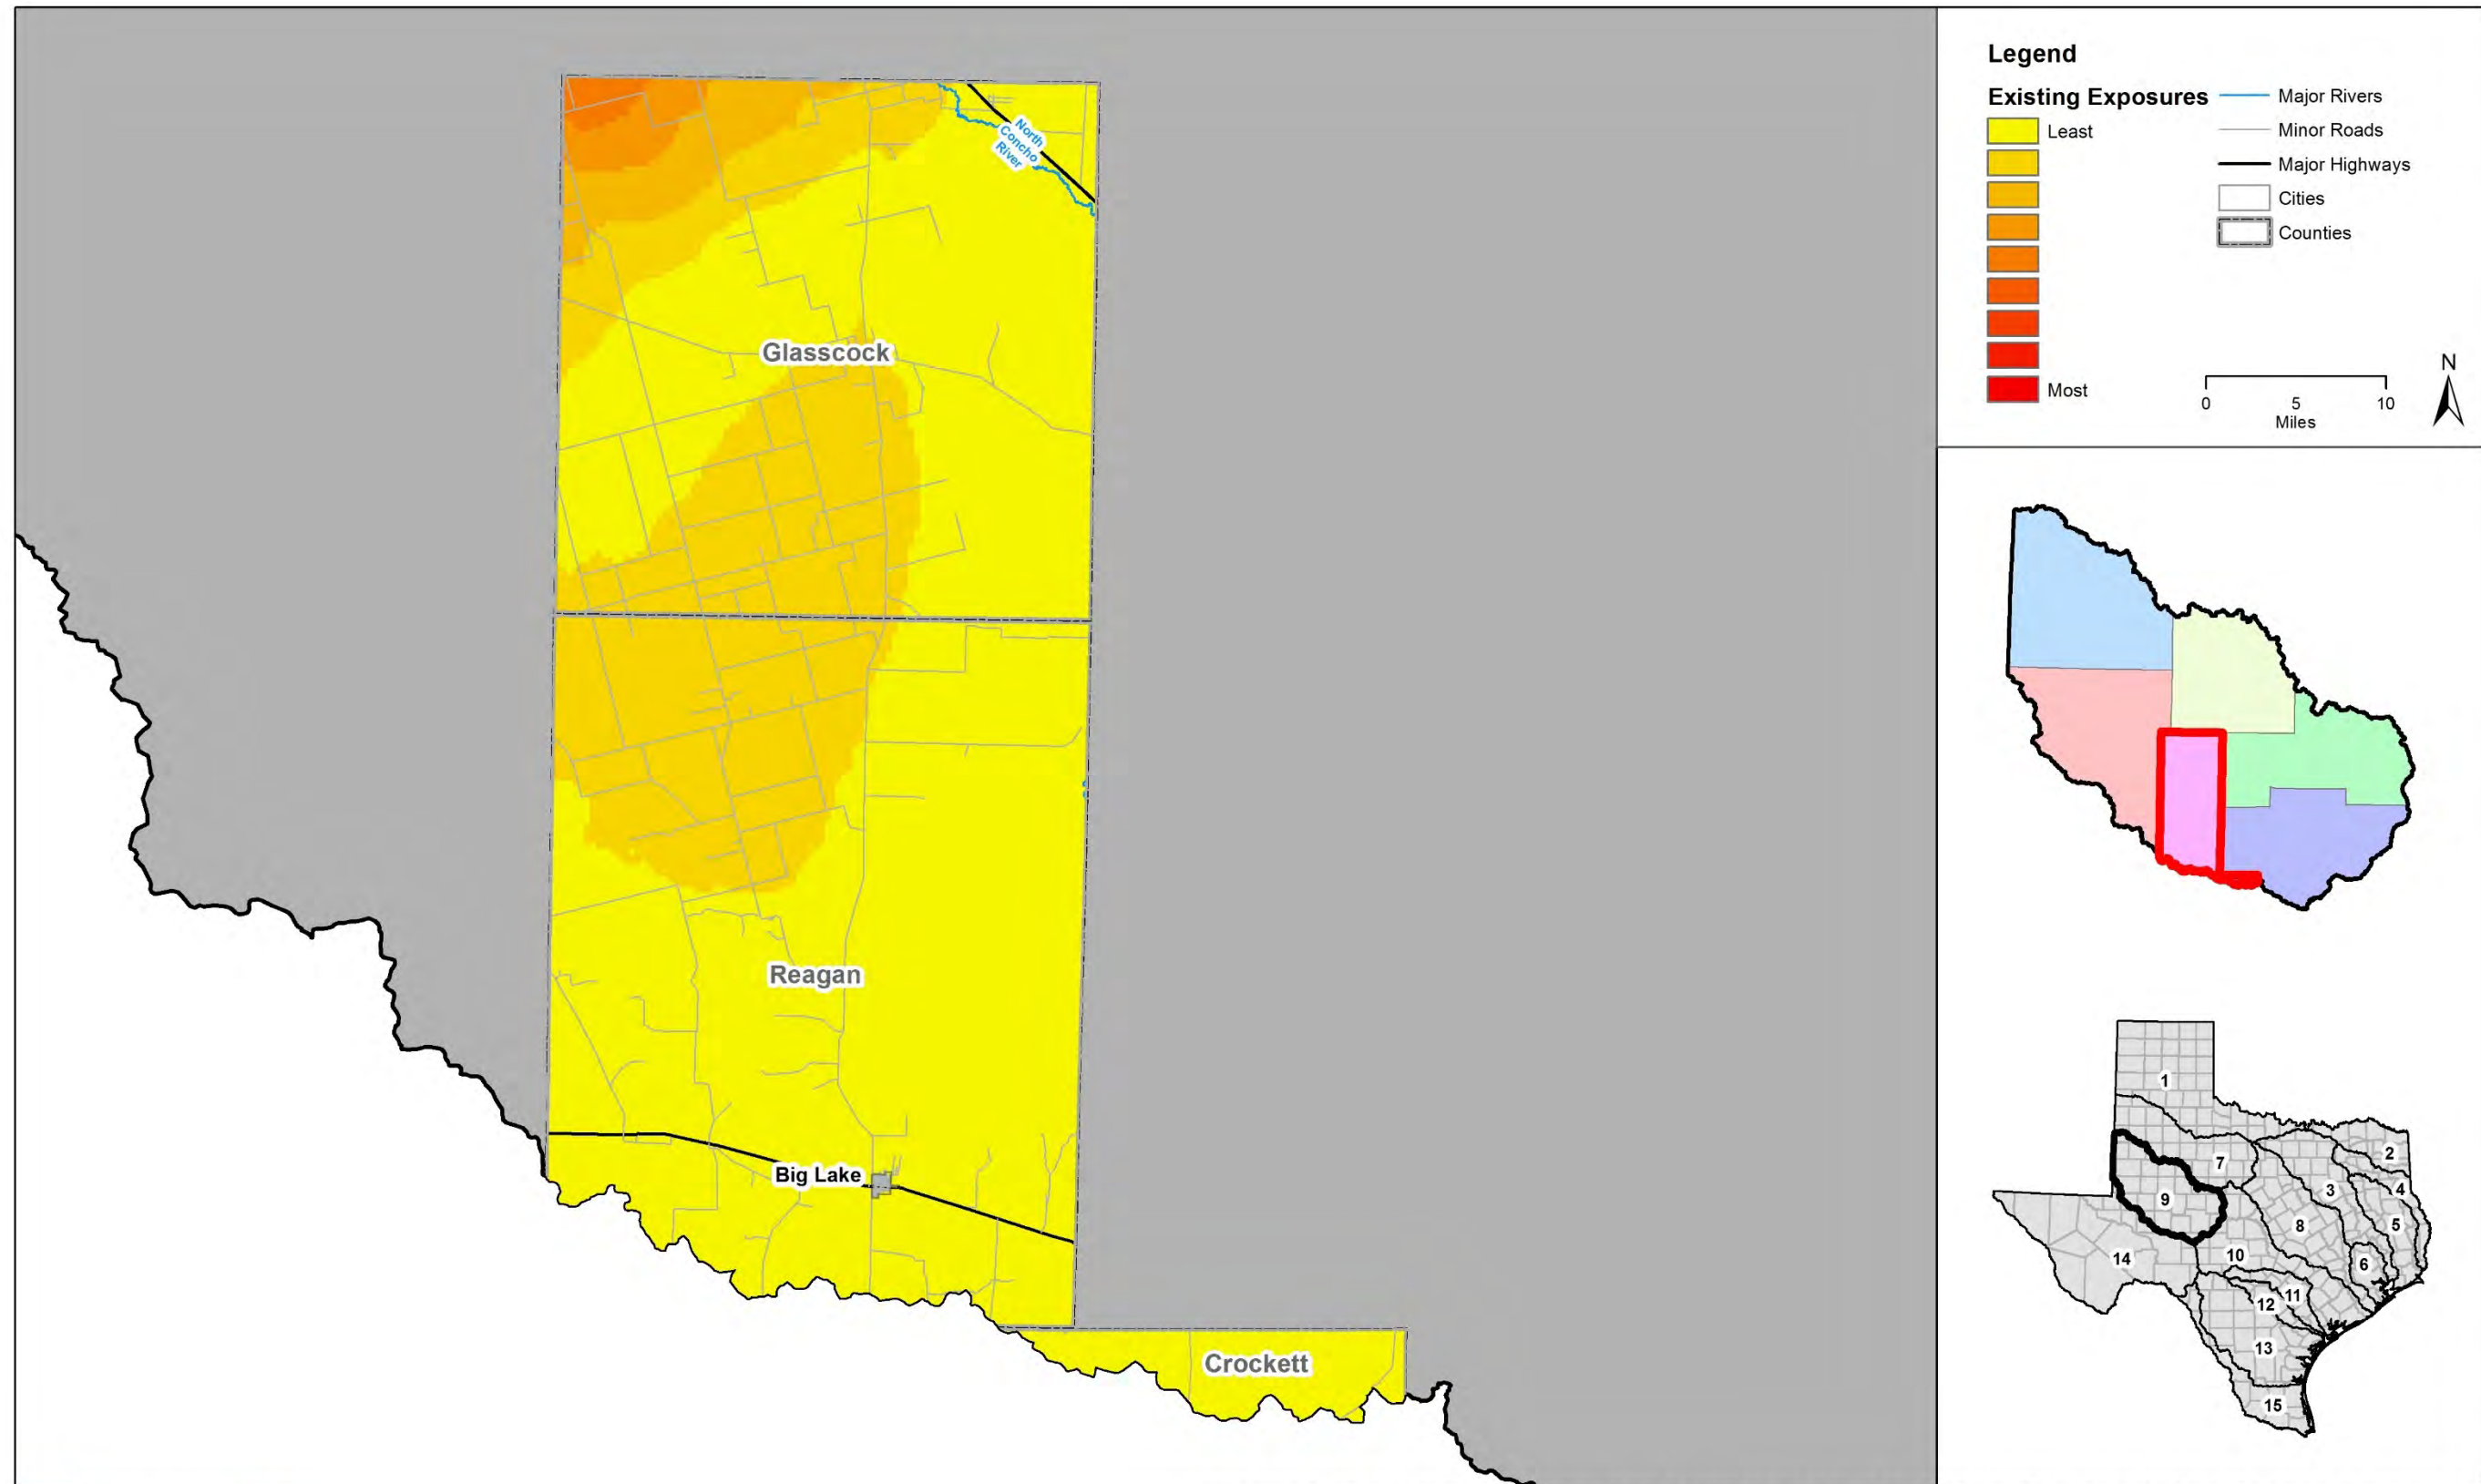 Legend
Existing Exposures
Least
Most
Major Rivers
Minor Roads
Major Highways
Cities
Counties
0 5 10
Miles
N
North
Concho
River
Glasscock
Reagan
Big Lake
Crockett
1
2
7
3
4
9
5
8
10
14
6
11
12
13
15